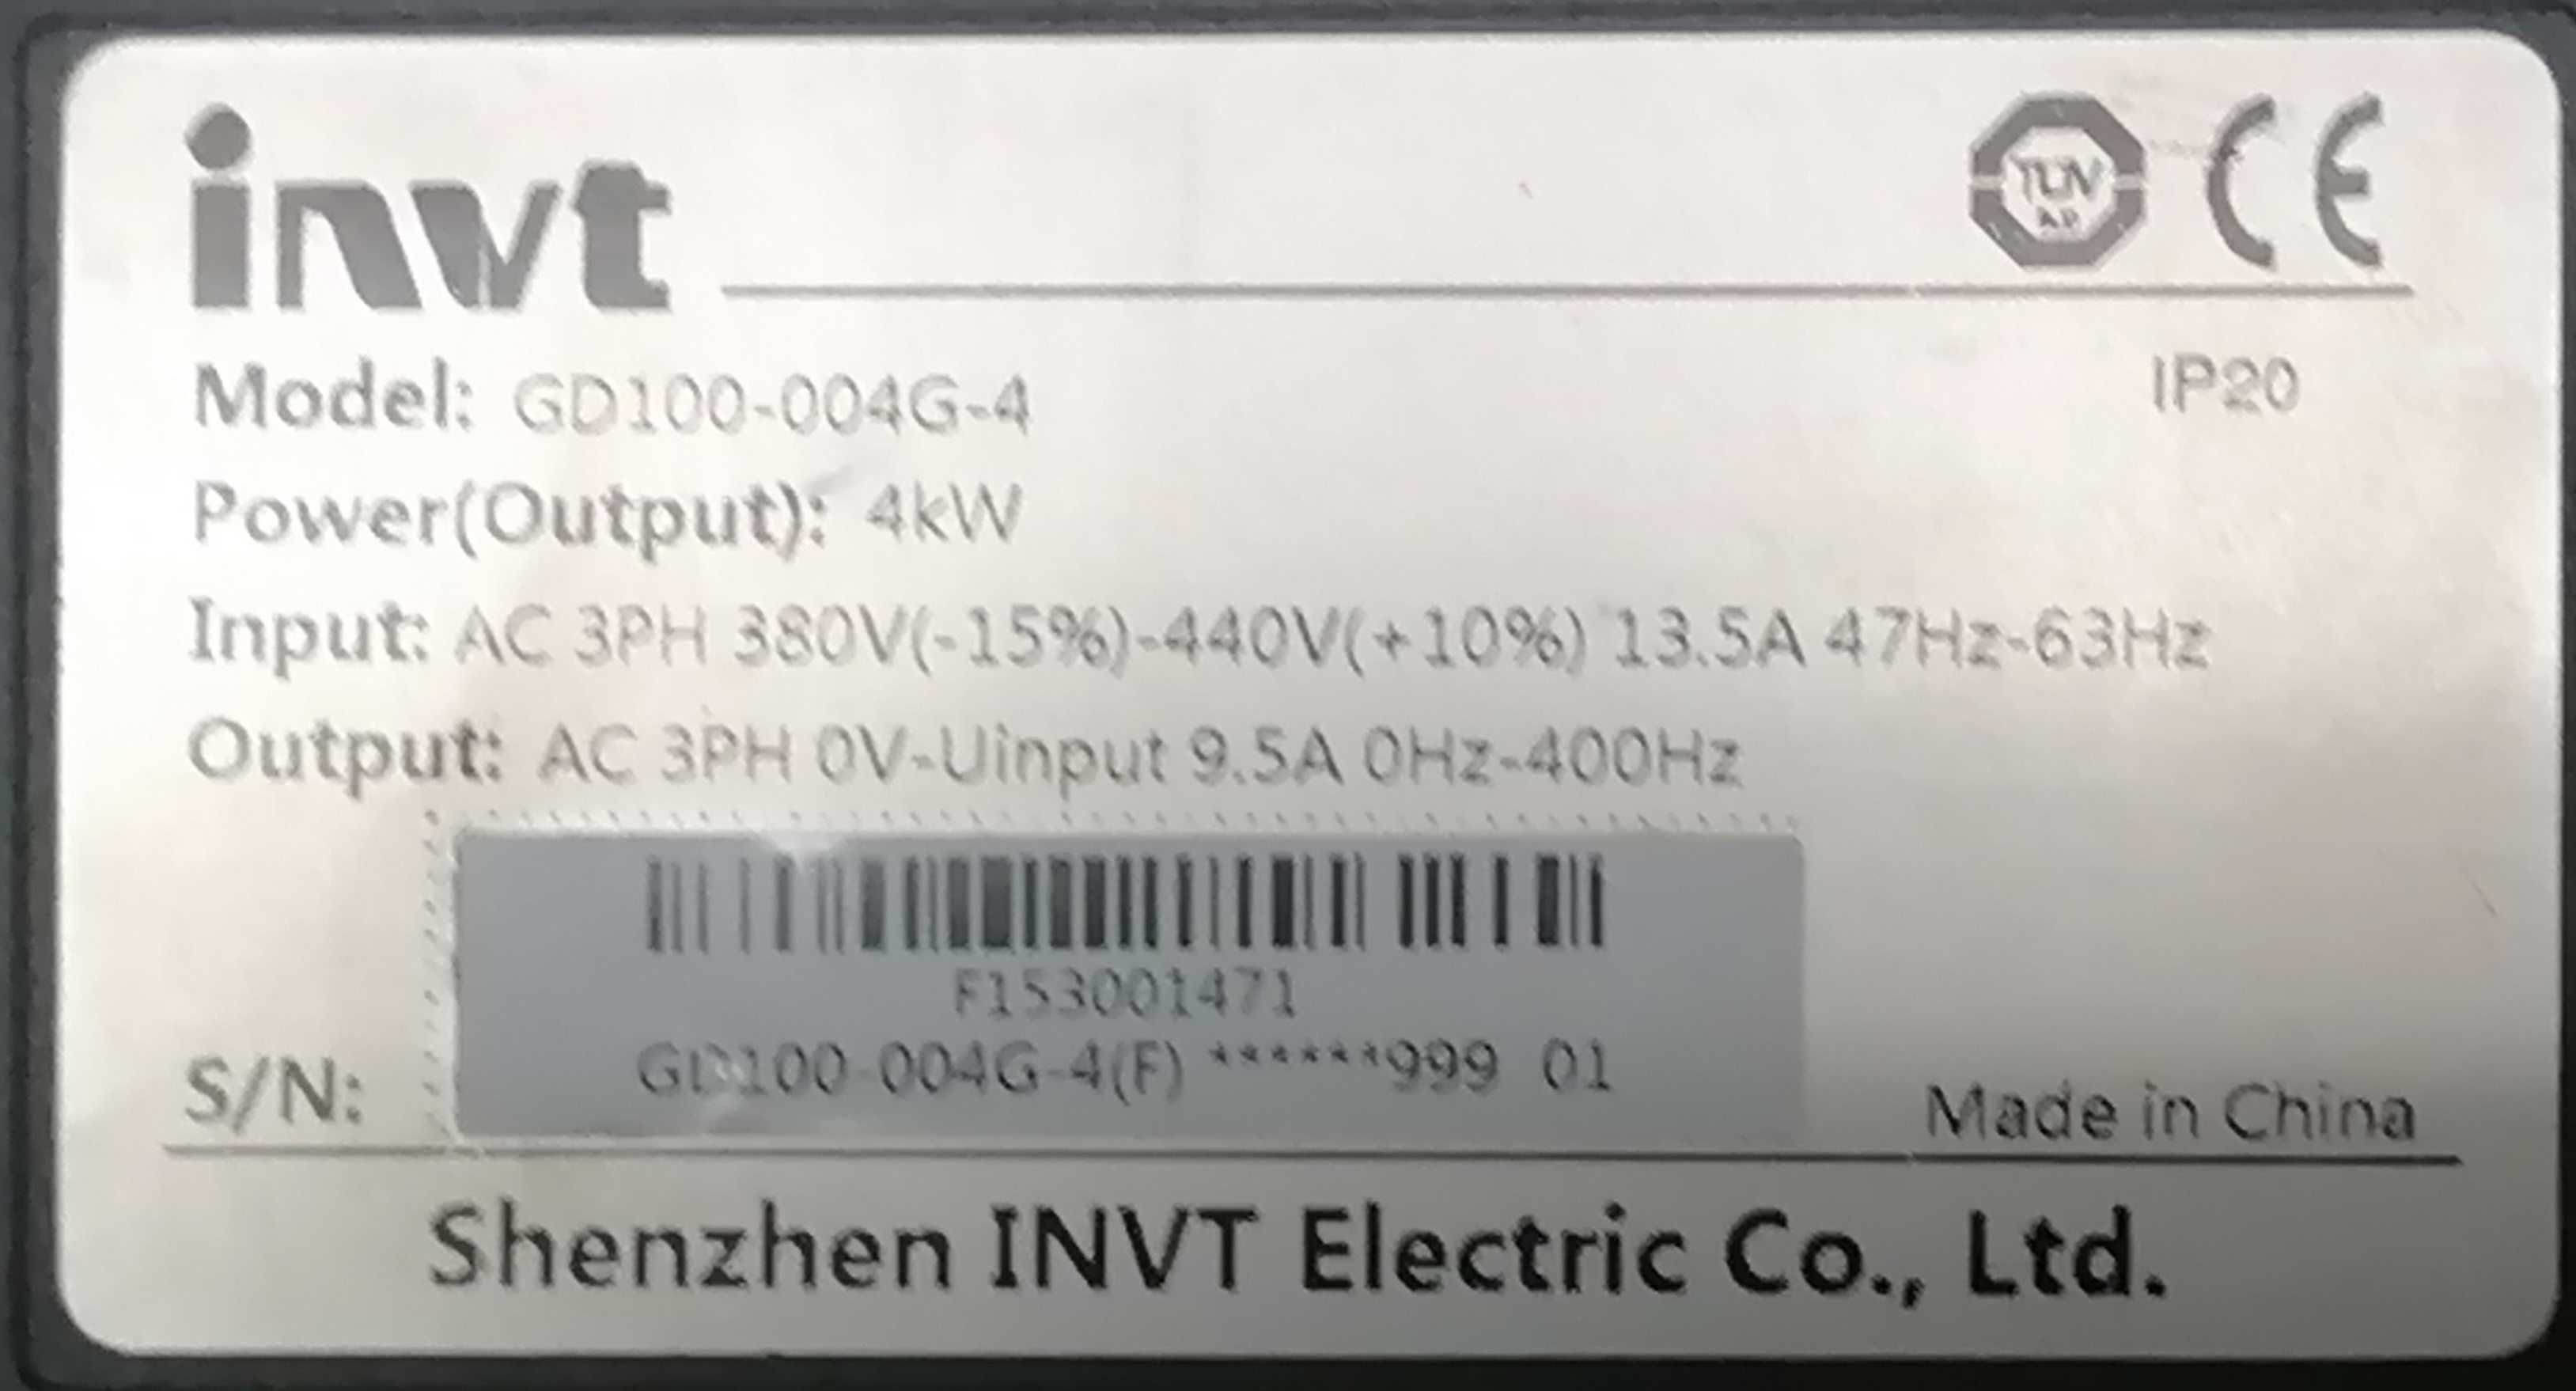 invt
TÜV
CE
Model: GD100-004G-4
IP20
Power(Output): 4kW
Input: AC 3PH 380V(-15%)-440V(+10%) 13.5A 47Hz-63Hz
Output: AC 3PH 0V-Uinput 9.5A 0Hz-400Hz
F153001471
S/N: GD100-004G-4(F) ******999 01
Made in China
Shenzhen INVT Electric Co., Ltd.